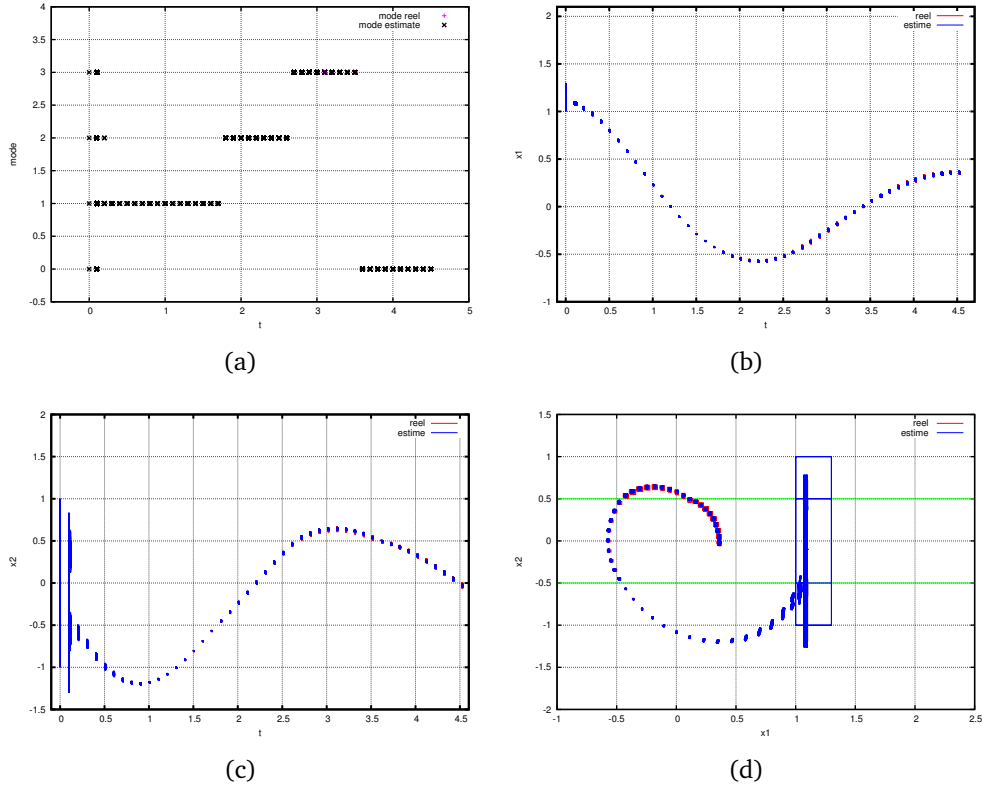 mode reel
mode estimate
4
3.5
3
2.5
2
1.5
1
0.5
0
-0.5
mode
0 1 2 3 4 5
t
(a)
reel
estime
2
1.5
1
0.5
0
-0.5
-1
x1
0 0.5 1 1.5 2 2.5 3 3.5 4 4.5
t
(b)
reel
estime
2
1.5
1
0.5
0
-0.5
-1
-1.5
x2
0 0.5 1 1.5 2 2.5 3 3.5 4 4.5
t
(c)
reel
estime
1.5
1
0.5
0
-0.5
-1
-1.5
-2
x2
-1 -0.5 0 0.5 1 1.5 2 2.5
x1
(d)